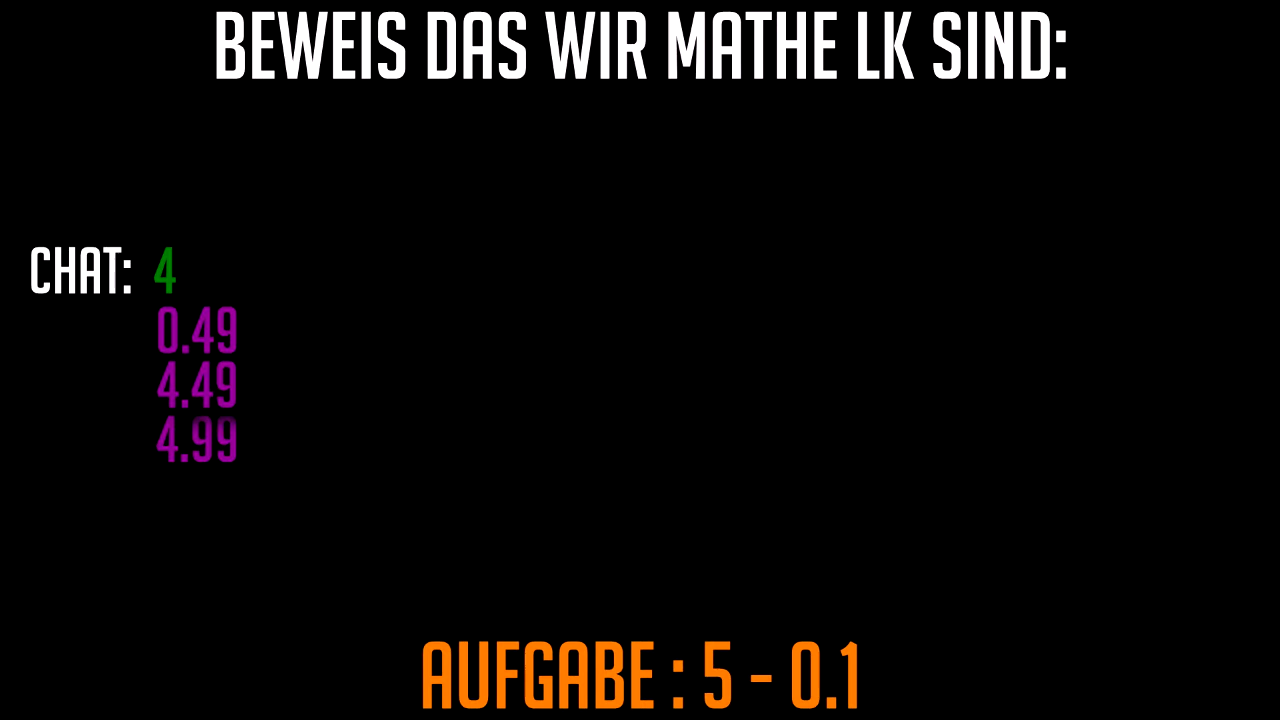 BEWEIS DAS WIR MATHE LK SIND:
CHAT: 4
0.49
4.49
4.99
AUFGABE : 5 - 0.1